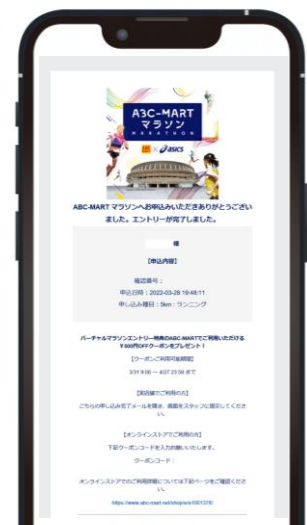 ABC-MART
マラソン
MARATHON
× asics
ABC-MART マラソンへお申込みいただきありがとうござい
ました。エントリーが完了しました。
様
【申込内容】
確認番号：
申込日時：2022-03-28 19:48:11
申し込み種目：5km：ランニング
バーチャルマラソンエントリー特典のABC-MARTでご利用いただける
￥500円OFFクーポンをプレゼント！
【クーポンご利用可能期間】
3/31 9:00 ～ 4/27 23:59 まで
【実店舗でご利用の方】
こちらの申し込み完了メールを開き、画面をスタッフに提示してくださ
い。
【オンラインストアでご利用の方】
下記クーポンコードを入力お願いいたします。
クーポンコード：
オンラインストアでのご利用詳細については下記ページをご確認くださ
い。